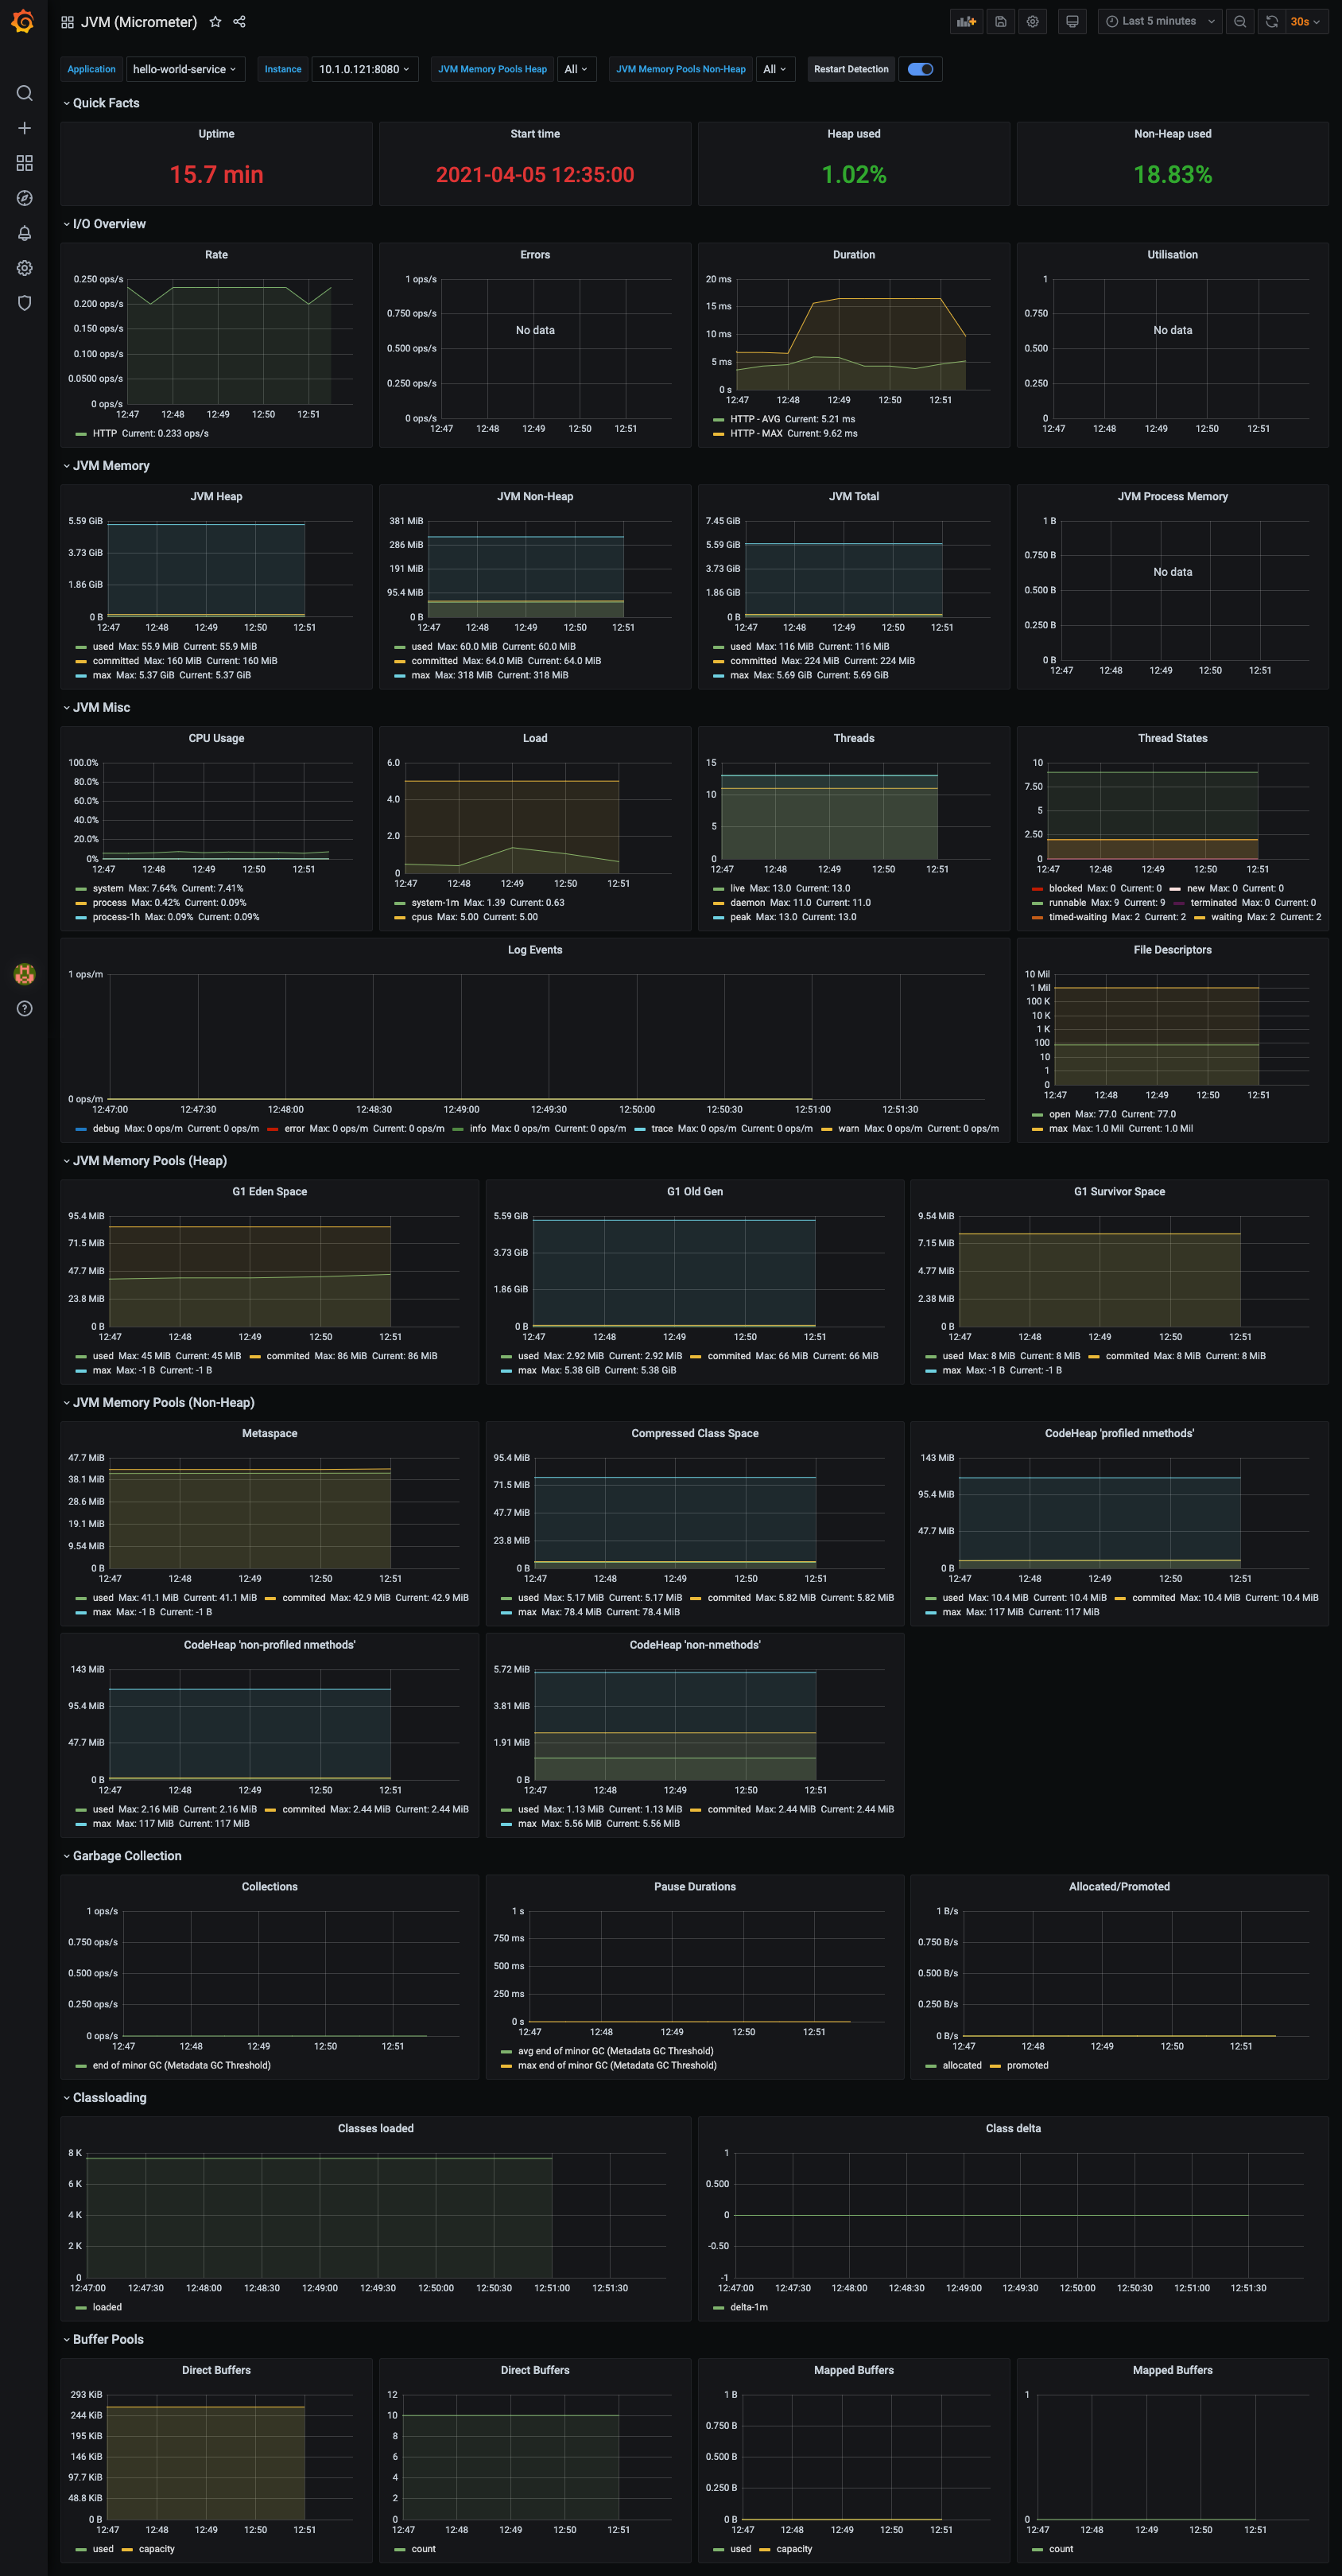 JVM (Micrometer)
Last 5 minutes
30s
Application hello-world-service Instance 10.1.0.121:8080 JVM Memory Pools Heap All JVM Memory Pools Non-Heap All Restart Detection
Quick Facts
Uptime
15.7 min
Start time
2021-04-05 12:35:00
Heap used
1.02%
Non-Heap used
18.83%
I/O Overview
Rate
0.250 ops/s
0.200 ops/s
0.150 ops/s
0.100 ops/s
0.0500 ops/s
0 ops/s
12:47 12:48 12:49 12:50 12:51
HTTP Current: 0.233 ops/s
Errors
1 ops/s
0.750 ops/s
No data
0.500 ops/s
0.250 ops/s
0 ops/s
12:47 12:48 12:49 12:50 12:51
Duration
20 ms
15 ms
10 ms
5 ms
0 s
12:47 12:48 12:49 12:50 12:51
HTTP - AVG Current: 5.21 ms
HTTP - MAX Current: 9.62 ms
Utilisation
1
0.750
No data
0.500
0.250
0
12:47 12:48 12:49 12:50 12:51
JVM Memory
JVM Heap
5.59 GiB
3.73 GiB
1.86 GiB
0 B
12:47 12:48 12:49 12:50 12:51
used Max: 55.9 MiB Current: 55.9 MiB
committed Max: 160 MiB Current: 160 MiB
max Max: 5.37 GiB Current: 5.37 GiB
JVM Non-Heap
381 MiB
286 MiB
191 MiB
95.4 MiB
0 B
12:47 12:48 12:49 12:50 12:51
used Max: 60.0 MiB Current: 60.0 MiB
committed Max: 64.0 MiB Current: 64.0 MiB
max Max: 318 MiB Current: 318 MiB
JVM Total
7.45 GiB
5.59 GiB
3.73 GiB
1.86 GiB
0 B
12:47 12:48 12:49 12:50 12:51
used Max: 116 MiB Current: 116 MiB
committed Max: 224 MiB Current: 224 MiB
max Max: 5.69 GiB Current: 5.69 GiB
JVM Process Memory
1 B
0.750 B
No data
0.500 B
0.250 B
0 B
12:47 12:48 12:49 12:50 12:51
JVM Misc
CPU Usage
100.0%
80.0%
60.0%
40.0%
20.0%
0%
12:47 12:48 12:49 12:50 12:51
system Max: 7.64% Current: 7.41%
process Max: 0.42% Current: 0.09%
process-1h Max: 0.09% Current: 0.09%
Load
6.0
4.0
2.0
0
12:47 12:48 12:49 12:50 12:51
system-1m Max: 1.39 Current: 0.63
cpus Max: 5.00 Current: 5.00
Threads
15
10
5
0
12:47 12:48 12:49 12:50 12:51
live Max: 13.0 Current: 13.0
daemon Max: 11.0 Current: 11.0
peak Max: 13.0 Current: 13.0
Thread States
10
7.50
5
2.50
0
12:47 12:48 12:49 12:50 12:51
blocked Max: 0 Current: 0 new Max: 0 Current: 0
runnable Max: 9 Current: 9 terminated Max: 0 Current: 0
timed-waiting Max: 2 Current: 2 waiting Max: 2 Current: 2
Log Events
1 ops/m
0 ops/m
12:47:00 12:47:30 12:48:00 12:48:30 12:49:00 12:49:30 12:50:00 12:50:30 12:51:00 12:51:30
debug Max: 0 ops/m Current: 0 ops/m error Max: 0 ops/m Current: 0 ops/m info Max: 0 ops/m Current: 0 ops/m trace Max: 0 ops/m Current: 0 ops/m warn Max: 0 ops/m Current: 0 ops/m
File Descriptors
10 Mil
1 Mil
100 K
10 K
1 K
100
10
1
0
12:47 12:48 12:49 12:50 12:51
open Max: 77.0 Current: 77.0
max Max: 1.0 Mil Current: 1.0 Mil
JVM Memory Pools (Heap)
G1 Eden Space
95.4 MiB
71.5 MiB
47.7 MiB
23.8 MiB
0 B
12:47 12:48 12:49 12:50 12:51
used Max: 45 MiB Current: 45 MiB commited Max: 86 MiB Current: 86 MiB
max Max: -1 B Current: -1 B
G1 Old Gen
5.59 GiB
3.73 GiB
1.86 GiB
0 B
12:47 12:48 12:49 12:50 12:51
used Max: 2.92 MiB Current: 2.92 MiB commited Max: 66 MiB Current: 66 MiB
max Max: 5.38 GiB Current: 5.38 GiB
G1 Survivor Space
9.54 MiB
7.15 MiB
4.77 MiB
2.38 MiB
0 B
12:47 12:48 12:49 12:50 12:51
used Max: 8 MiB Current: 8 MiB commited Max: 8 MiB Current: 8 MiB
max Max: -1 B Current: -1 B
JVM Memory Pools (Non-Heap)
Metaspace
47.7 MiB
38.1 MiB
28.6 MiB
19.1 MiB
9.54 MiB
0 B
12:47 12:48 12:49 12:50 12:51
used Max: 41.1 MiB Current: 41.1 MiB commited Max: 42.9 MiB Current: 42.9 MiB
max Max: -1 B Current: -1 B
Compressed Class Space
95.4 MiB
71.5 MiB
47.7 MiB
23.8 MiB
0 B
12:47 12:48 12:49 12:50 12:51
used Max: 5.17 MiB Current: 5.17 MiB commited Max: 5.82 MiB Current: 5.82 MiB
max Max: 78.4 MiB Current: 78.4 MiB
CodeHeap 'profiled nmethods'
143 MiB
95.4 MiB
47.7 MiB
0 B
12:47 12:48 12:49 12:50 12:51
used Max: 10.4 MiB Current: 10.4 MiB commited Max: 10.4 MiB Current: 10.4 MiB
max Max: 117 MiB Current: 117 MiB
CodeHeap 'non-profiled nmethods'
143 MiB
95.4 MiB
47.7 MiB
0 B
12:47 12:48 12:49 12:50 12:51
used Max: 2.16 MiB Current: 2.16 MiB commited Max: 2.44 MiB Current: 2.44 MiB
max Max: 117 MiB Current: 117 MiB
CodeHeap 'non-nmethods'
5.72 MiB
3.81 MiB
1.91 MiB
0 B
12:47 12:48 12:49 12:50 12:51
used Max: 1.13 MiB Current: 1.13 MiB commited Max: 2.44 MiB Current: 2.44 MiB
max Max: 5.56 MiB Current: 5.56 MiB
Garbage Collection
Collections
1 ops/s
0.750 ops/s
0.500 ops/s
0.250 ops/s
0 ops/s
12:47 12:48 12:49 12:50 12:51
end of minor GC (Metadata GC Threshold)
Pause Durations
1 s
750 ms
500 ms
250 ms
0 s
12:47 12:48 12:49 12:50 12:51
avg end of minor GC (Metadata GC Threshold)
max end of minor GC (Metadata GC Threshold)
Allocated/Promoted
1 B/s
0.750 B/s
0.500 B/s
0.250 B/s
0 B/s
12:47 12:48 12:49 12:50 12:51
allocated promoted
Classloading
Classes loaded
8 K
6 K
4 K
2 K
0
12:47:00 12:47:30 12:48:00 12:48:30 12:49:00 12:49:30 12:50:00 12:50:30 12:51:00 12:51:30
loaded
Class delta
1
0.500
0
-0.50
-1
12:47:00 12:47:30 12:48:00 12:48:30 12:49:00 12:49:30 12:50:00 12:50:30 12:51:00 12:51:30
delta-1m
Buffer Pools
Direct Buffers
293 KiB
244 KiB
195 KiB
146 KiB
97.7 KiB
48.8 KiB
0 B
12:47 12:48 12:49 12:50 12:51
used capacity
Direct Buffers
12
10
8
6
4
2
0
12:47 12:48 12:49 12:50 12:51
count
Mapped Buffers
1 B
0.750 B
0.500 B
0.250 B
0 B
12:47 12:48 12:49 12:50 12:51
used capacity
Mapped Buffers
1
0
12:47 12:48 12:49 12:50 12:51
count